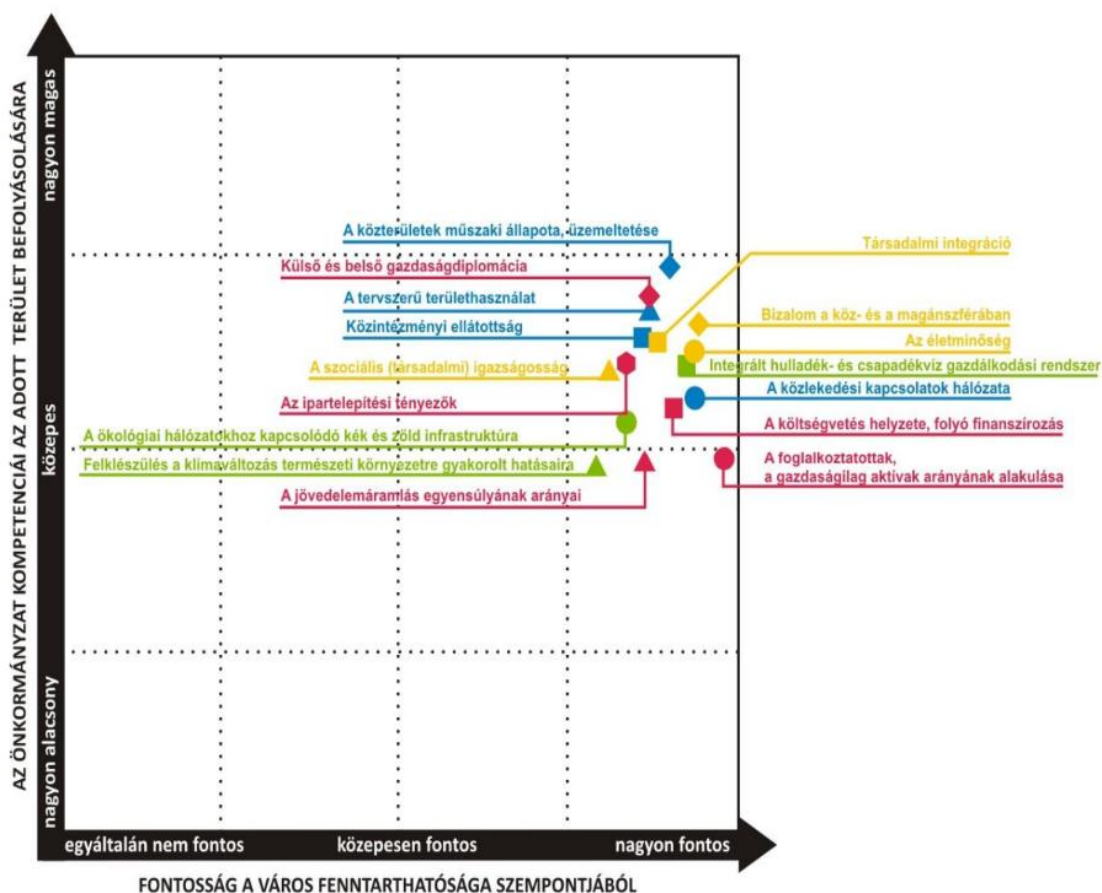 AZ ÖNKORMÁNYZAT KOMPETENCIÁI AZ ADOTT TERÜLET BEFOLYÁSOLÁSÁRA
nagyon magas
közepes
nagyon alacsony
A közterületek műszaki állapota, üzemeltetése
Külső és belső gazdaságdiplomácia
A tervszerű területhasználat
Közintézményi ellátottság
A szociális (társadalmi) igazságosság
Az ipartelepítési tényezők
A ökológiai hálózatokhoz kapcsolódó kék és zöld infrastruktúra
Felklészülés a klímaváltozás természeti környezetre gyakorolt hatásaira
A jövedelemáramlás egyensúlyának arányai
Társadalmi integráció
Bizalom a köz- és a magánszférában
Az életminőség
Integrált hulladék- és csapadékvíz gazdálkodási rendszer
A közlekedési kapcsolatok hálózata
A költségvetés helyzete, folyó finanszírozás
A foglalkoztatottak,
a gazdaságilag aktívak arányának alakulása
egyáltalán nem fontos
közepesen fontos
nagyon fontos
FONTOSSÁG A VÁROS FENNTARTHATÓSÁGA SZEMPONTJÁBÓL